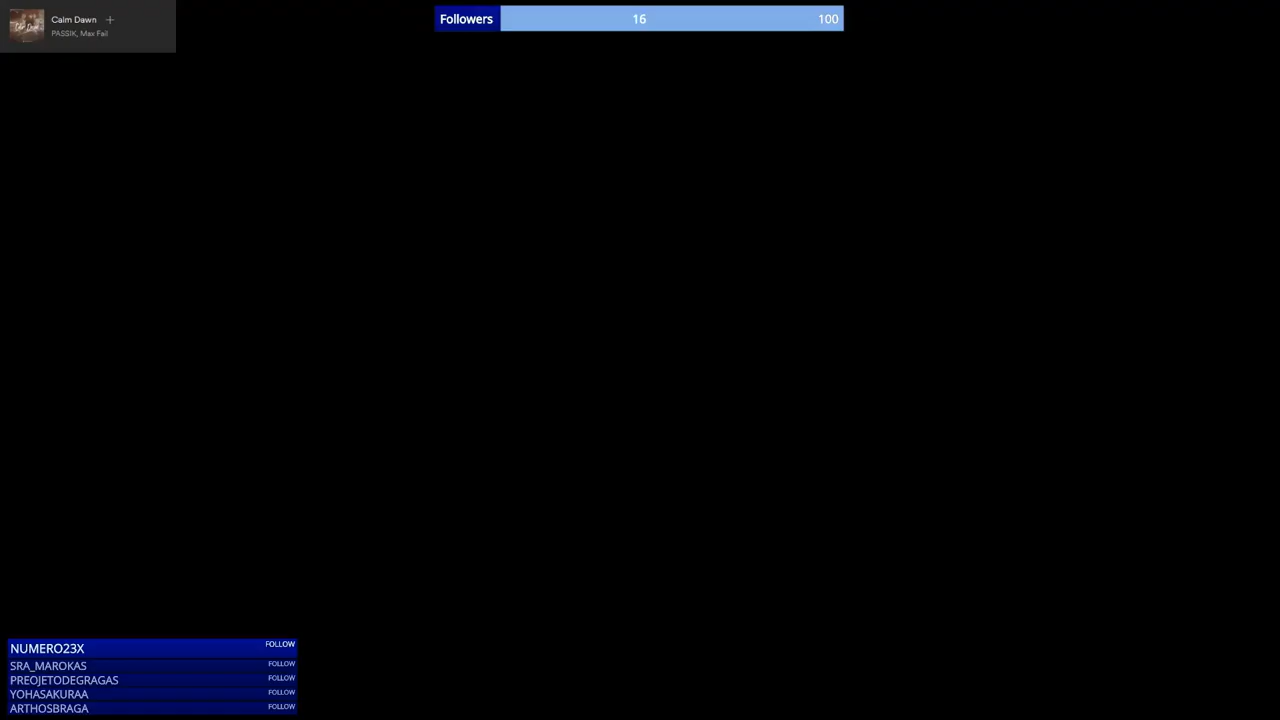 Calm Dawn
PASSIK, Max Fail
Followers 16 100
NUMERO23X FOLLOW
SRA_MAROKAS FOLLOW
PREOJETODEGRAGAS FOLLOW
YOHASAKURAA FOLLOW
ARTHOSBRAGA FOLLOW